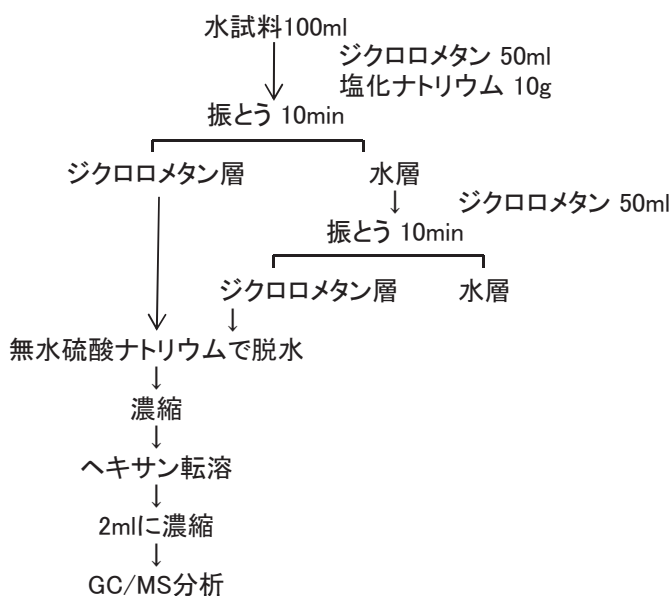 水試料100ml
ジクロロメタン 50ml
塩化ナトリウム 10g
振とう 10min
ジクロロメタン層
水層
ジクロロメタン 50ml
振とう 10min
ジクロロメタン層
水層
無水硫酸ナトリウムで脱水
濃縮
ヘキサン転溶
2mlに濃縮
GC/MS分析